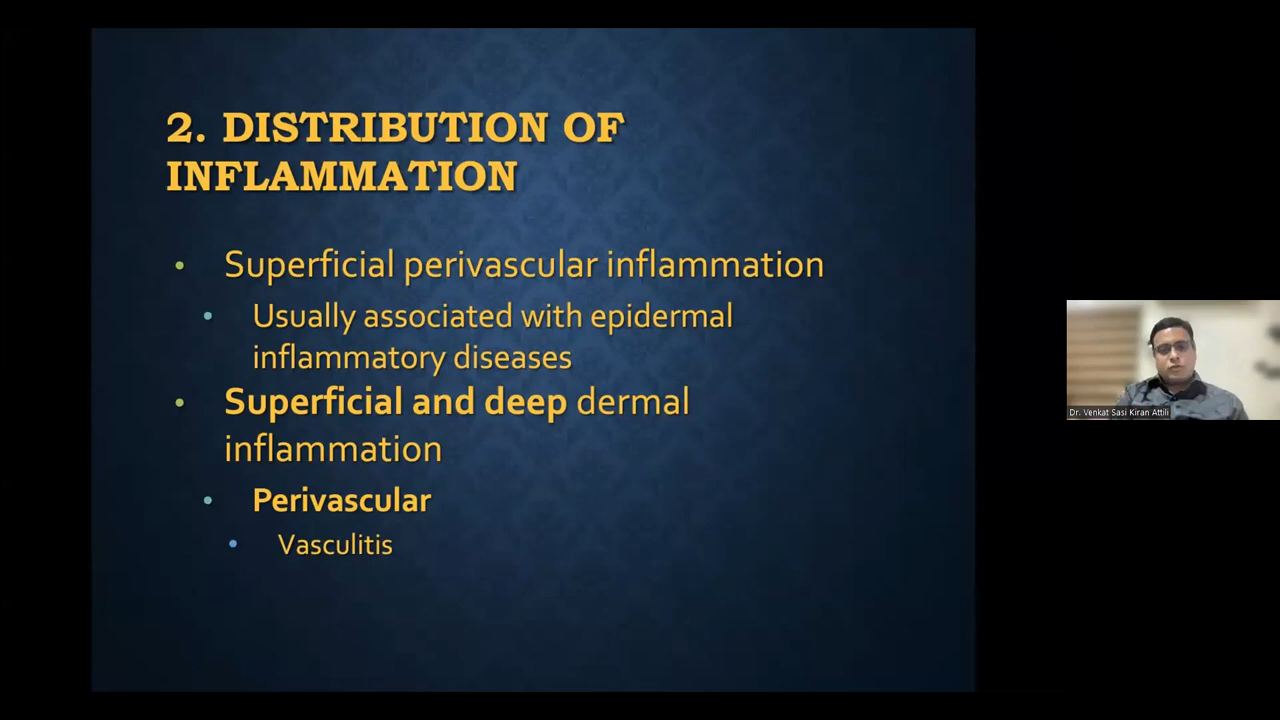 2. DISTRIBUTION OF
INFLAMMATION
• Superficial perivascular inflammation
• Usually associated with epidermal
inflammatory diseases
• Superficial and deep dermal
inflammation
• Perivascular
• Vasculitis
Dr. Venkat Sasi Kiran Attili